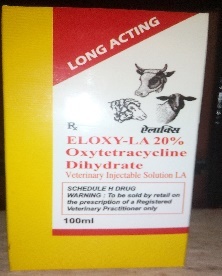 LONG ACTING
ऐलाक्सि
Rx
ELOXY-LA 20%
Oxytetracycline
Dihydrate
Veterinary Injectable Solution LA
SCHEDULE H DRUG
WARNING : To be sold by retail on
the prescription of a Registered
Veterinary Practitioner only
100ml